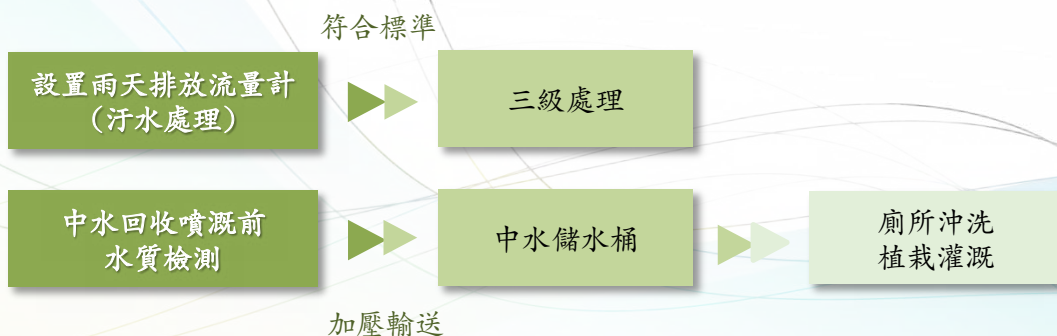 符合標準
設置雨天排放流量計
(汙水處理)
三級處理
中水回收噴溉前
水質檢測
中水儲水桶
廁所沖洗
植栽灌溉
加壓輸送